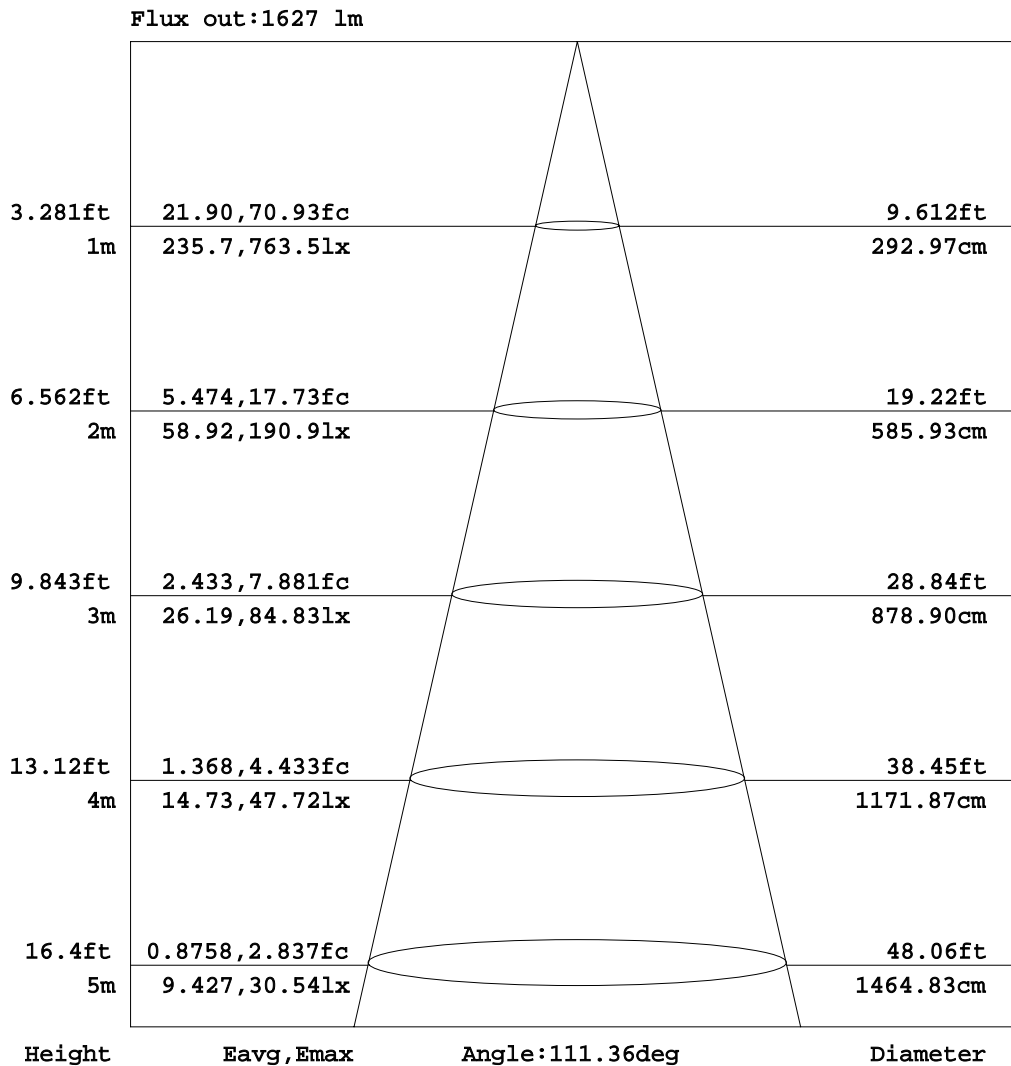 Flux out:1627 lm
3.281ft 21.90,70.93fc 9.612ft
1m 235.7,763.5lx 292.97cm
6.562ft 5.474,17.73fc 19.22ft
2m 58.92,190.9lx 585.93cm
9.843ft 2.433,7.881fc 28.84ft
3m 26.19,84.83lx 878.90cm
13.12ft 1.368,4.433fc 38.45ft
4m 14.73,47.72lx 1171.87cm
16.4ft 0.8758,2.837fc 48.06ft
5m 9.427,30.54lx 1464.83cm
Height Eavg,Emax Angle:111.36deg Diameter